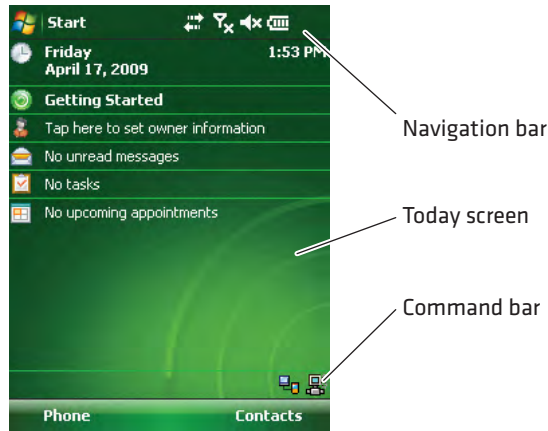 Start
Friday 1:53 PM
April 17, 2009
Getting Started
Tap here to set owner information
No unread messages
No tasks
No upcoming appointments
Phone Contacts
Navigation bar
Today screen
Command bar